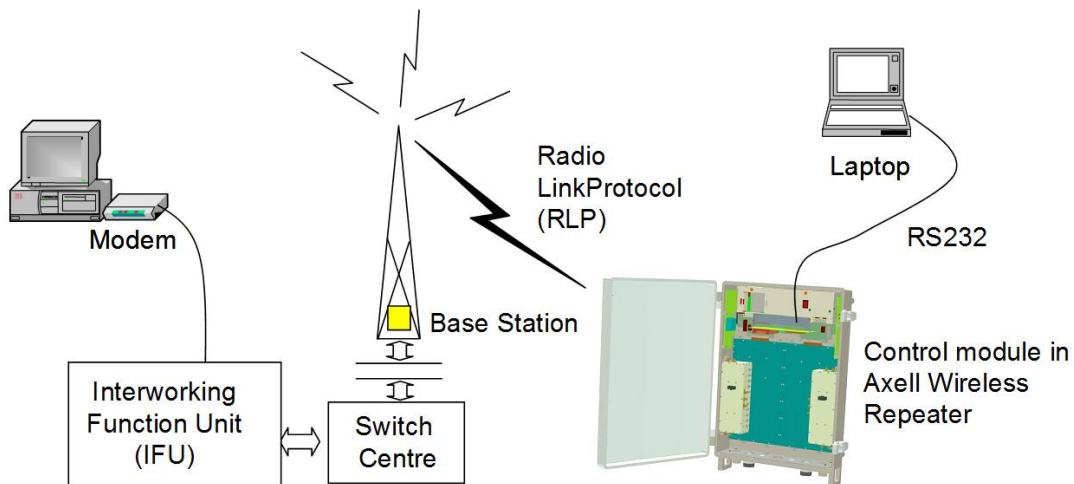 Modem
Interworking
Function Unit
(IFU)
Base Station
Switch
Centre
Radio
LinkProtocol
(RLP)
Laptop
RS232
Control module in
Axell Wireless
Repeater